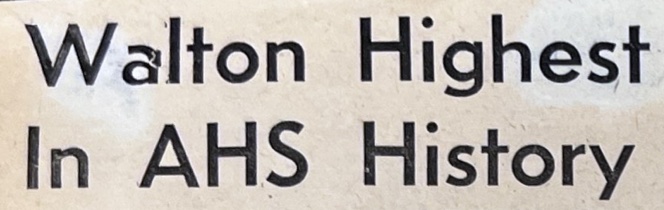 Walton Highest
In AHS History